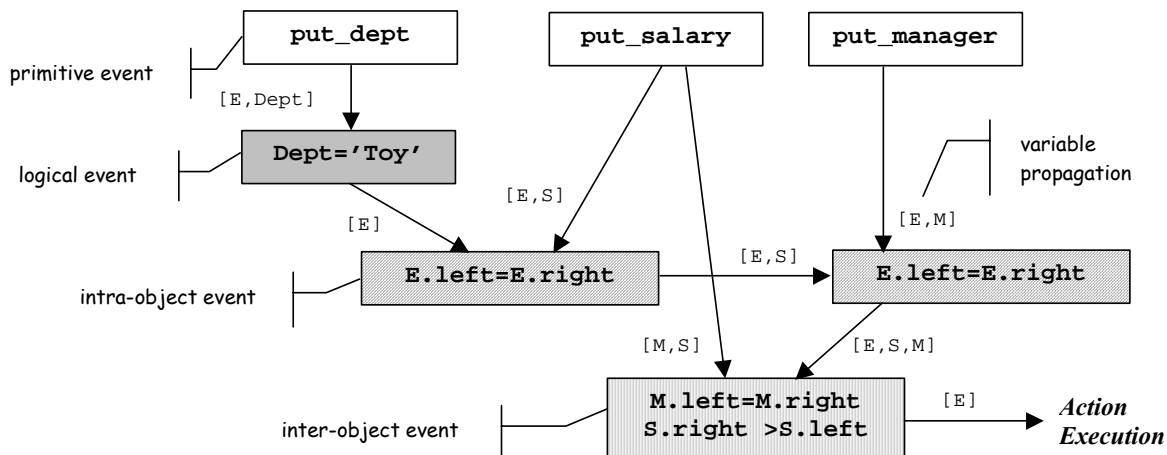 put_dept
put_salary
put_manager
primitive event
[E,Dept]
Dept='Toy'
variable
propagation
logical event
[E]
[E,S]
[E,M]
E.left=E.right
[E,S]
E.left=E.right
intra-object event
[M,S]
[E,S,M]
M.left=M.right
S.right >S.left
[E]
Action
Execution
inter-object event